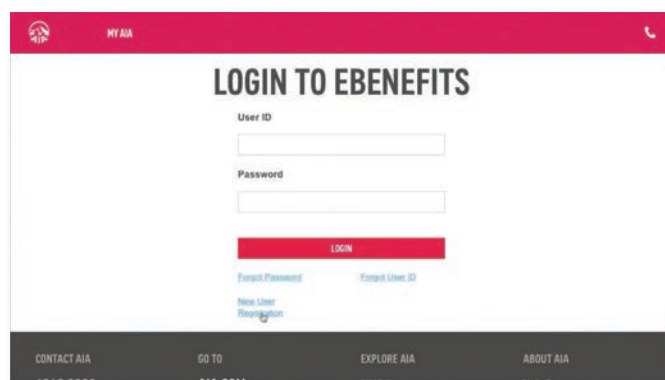 AIA
MY AIA
LOGIN TO EBENEFITS
User ID
Password
LOGIN
Forgot Password
Forgot User ID
New User
Registration
CONTACT AIA
GO TO
EXPLORE AIA
ABOUT AIA